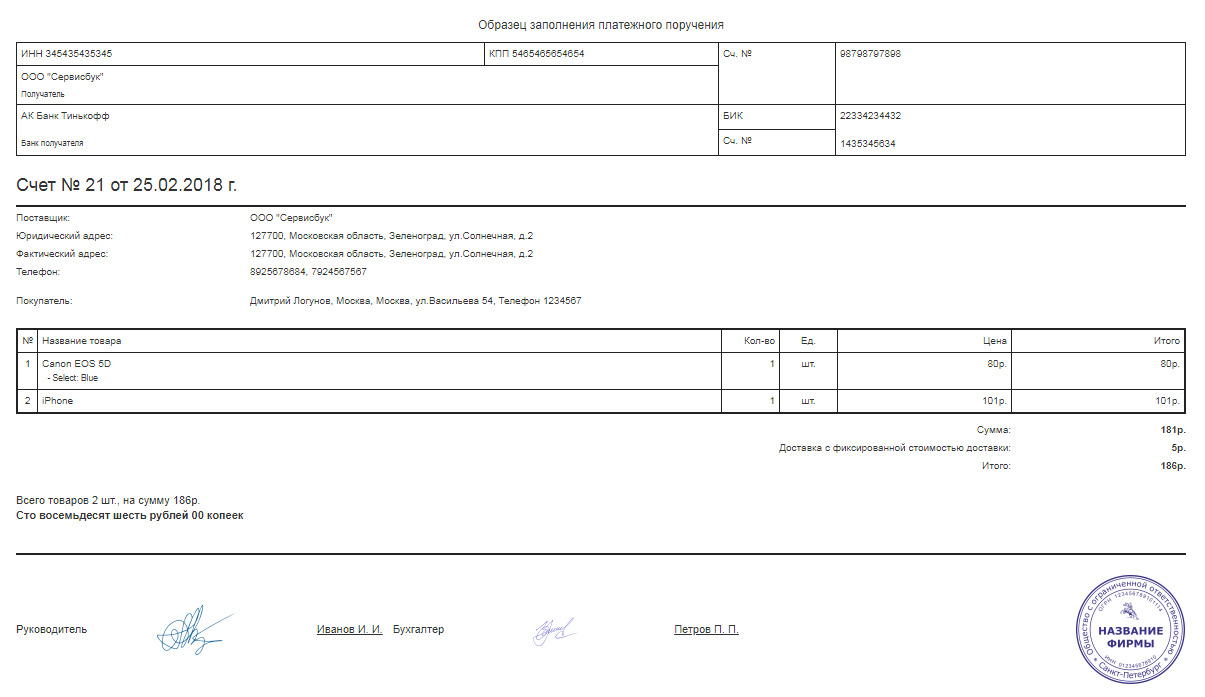 Образец заполнения платежного поручения
ИНН 345435435345 КПП 5465465654654 Сч. № 98798797898
ООО "Сервисбук"
Получатель
АК Банк Тинькофф БИК 22334234432
Банк получателя Сч. № 1435345634
Счет № 21 от 25.02.2018 г.
Поставщик: ООО "Сервисбук"
Юридический адрес: 127700, Московская область, Зеленоград, ул.Солнечная, д.2
Фактический адрес: 127700, Московская область, Зеленоград, ул.Солнечная, д.2
Телефон: 8925678684, 7924567567
Покупатель: Дмитрий Логунов, Москва, Москва, ул.Васильева 54, Телефон 1234567
№ Название товара Кол-во Ед. Цена Итого
1 Canon EOS 5D 1 шт. 80р. 80р.
- Select: Blue
2 iPhone 1 шт. 101р. 101р.
Сумма: 181р.
Доставка с фиксированной стоимостью доставки: 5р.
Итого: 186р.
Всего товаров 2 шт., на сумму 186р.
Сто восемьдесят шесть рублей 00 копеек
Руководитель Иванов И. И. Бухгалтер Петров П. П.
Общество с ограниченной ответственностью
ОГРН 1234567891011114
НАЗВАНИЕ
ФИРМЫ
ИНН 012345678910
* Санкт-Петербург *